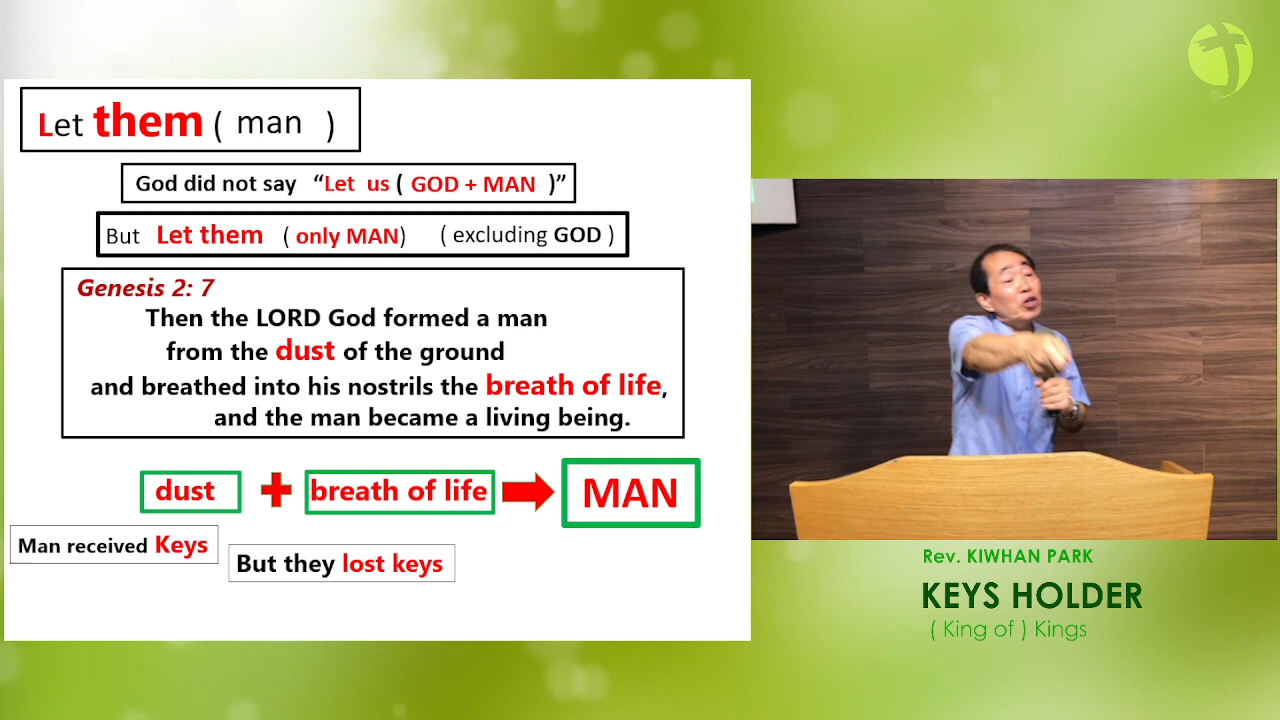 Let them ( man )
God did not say “Let us ( GOD + MAN )”
But Let them ( only MAN) ( excluding GOD )
Genesis 2: 7
Then the LORD God formed a man
from the dust of the ground
and breathed into his nostrils the breath of life,
and the man became a living being.
dust + breath of life MAN
Man received Keys
But they lost keys
Rev. KIWHAN PARK
KEYS HOLDER
( King of ) Kings